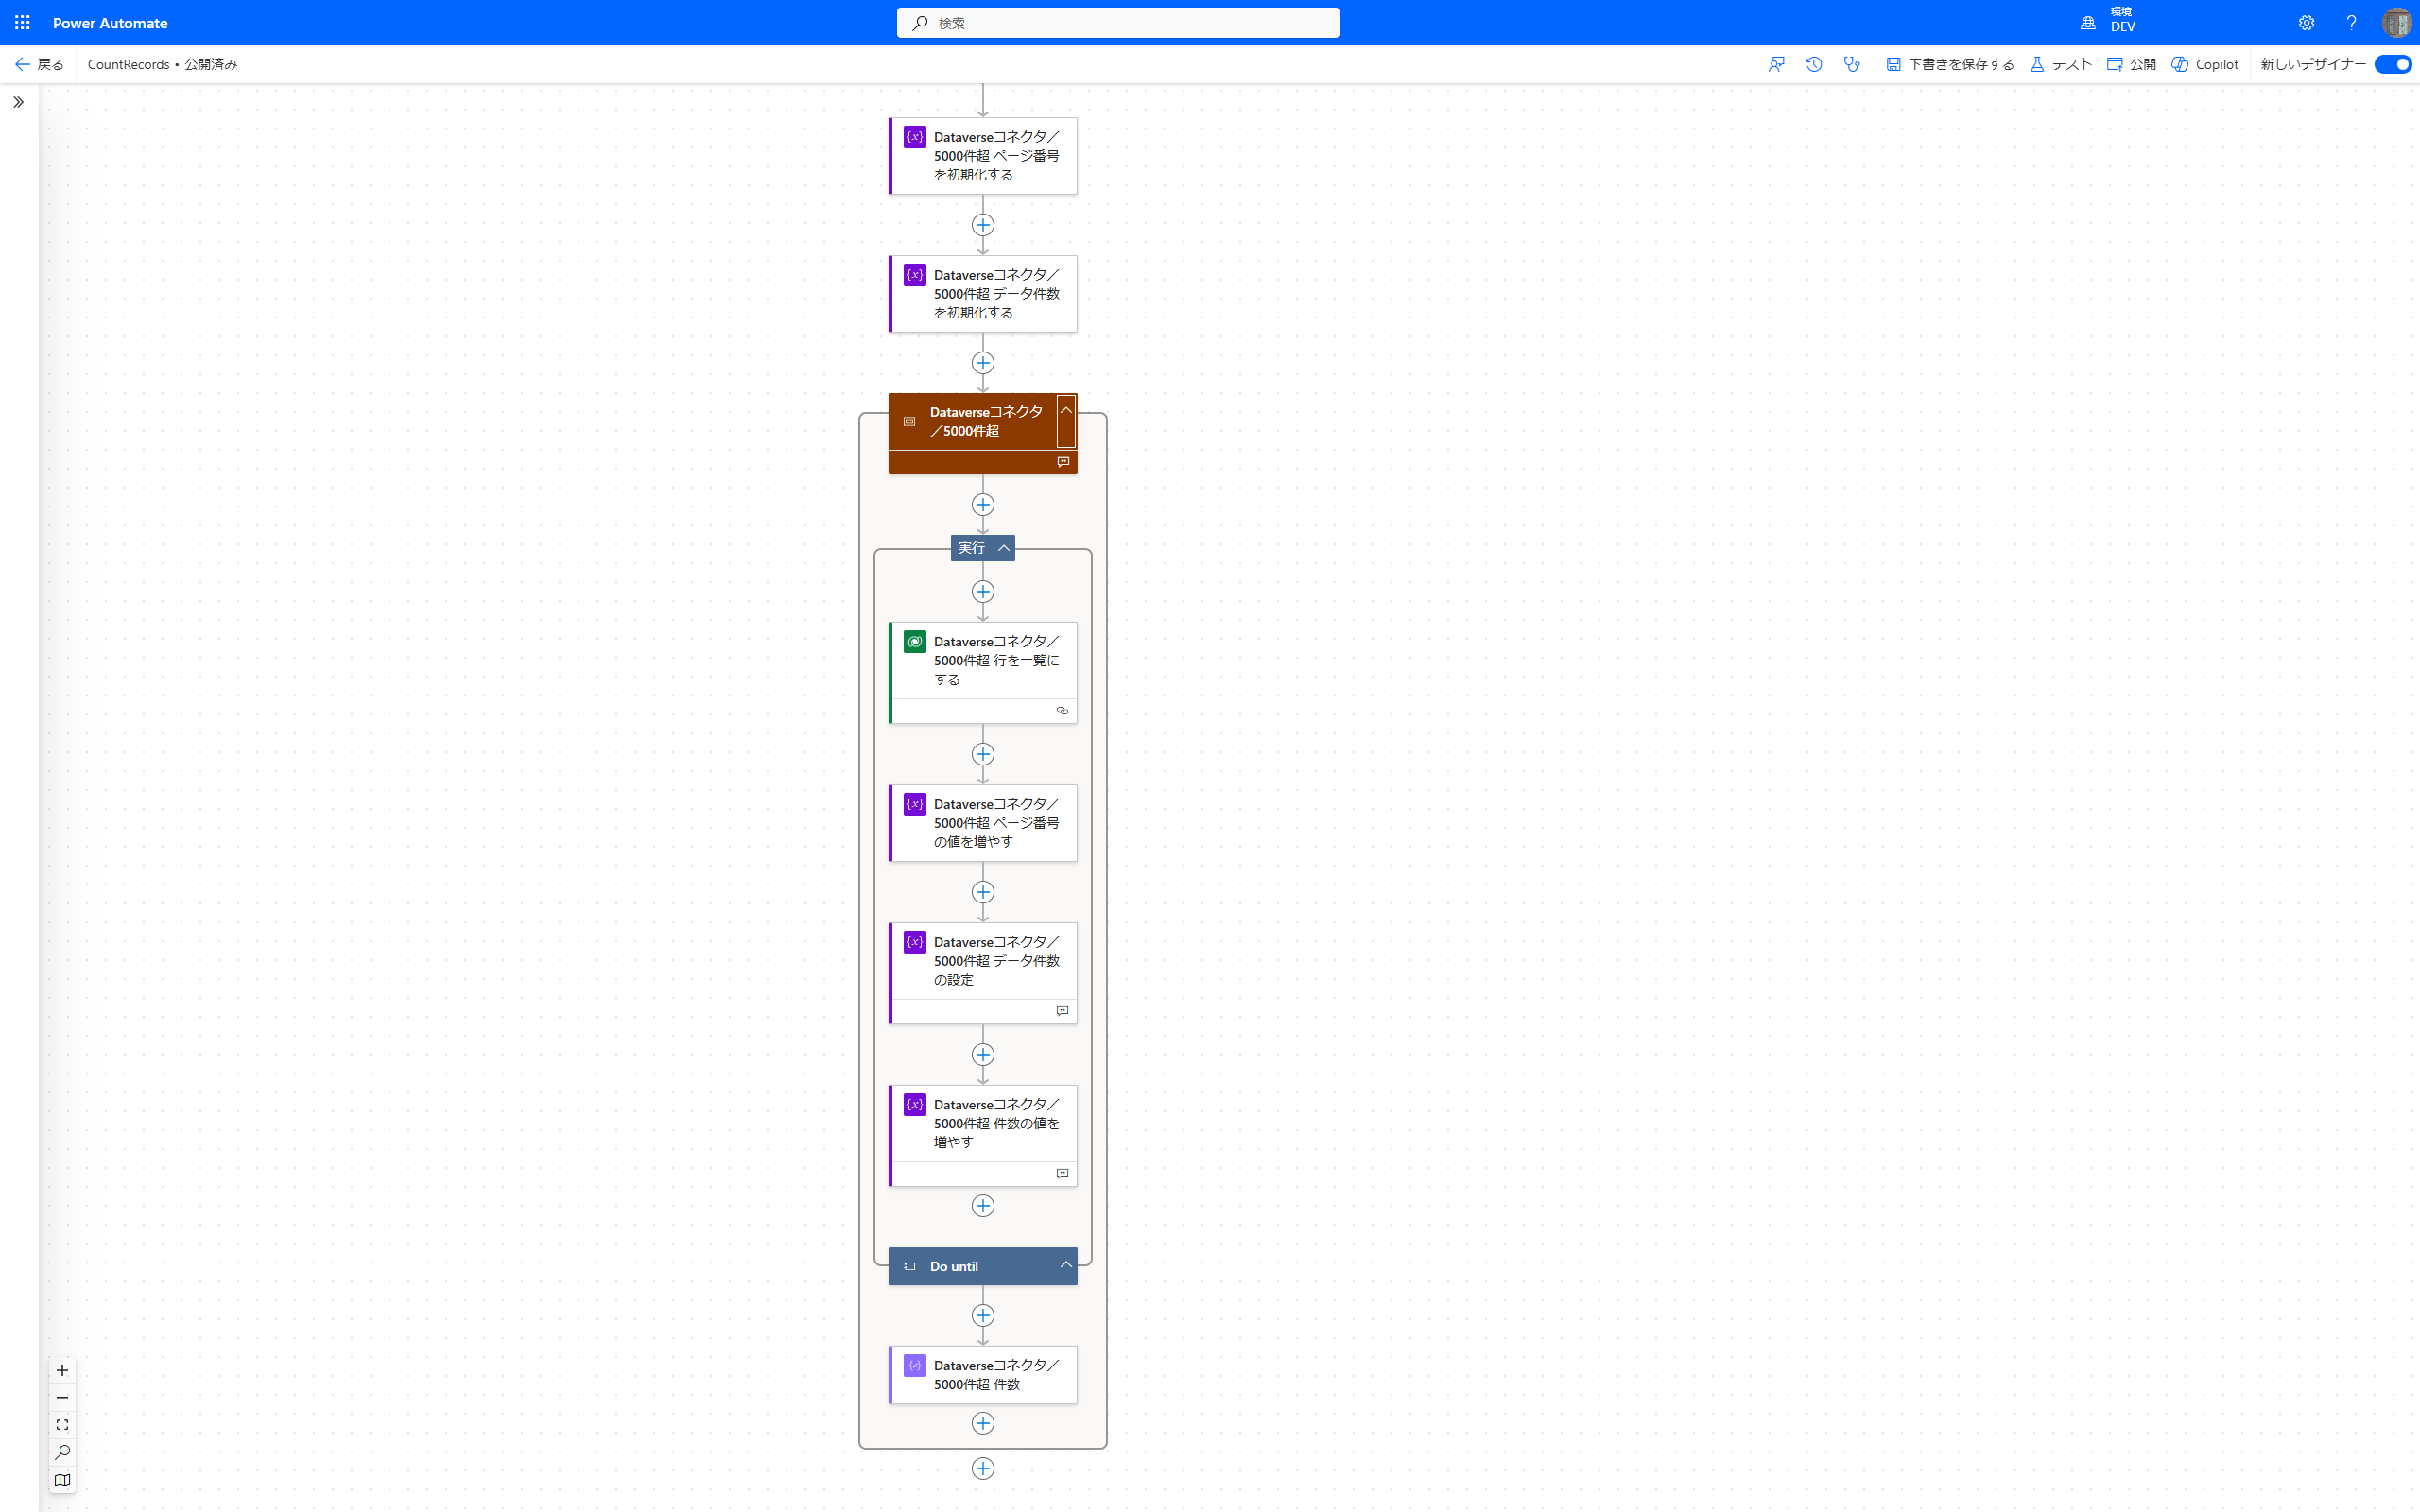 Power Automate
検索
環境
DEV
戻る
CountRecords • 公開済み
下書きを保存する
テスト
公開
Copilot
新しいデザイナー
Dataverseコネクタ／
5000件超 ページ番号
を初期化する
Dataverseコネクタ／
5000件超 データ件数
を初期化する
Dataverseコネクタ
／5000件超
実行
Dataverseコネクタ／
5000件超 行を一覧に
する
Dataverseコネクタ／
5000件超 ページ番号
の値を増やす
Dataverseコネクタ／
5000件超 データ件数
の設定
Dataverseコネクタ／
5000件超 件数の値を
増やす
Do until
Dataverseコネクタ／
5000件超 件数